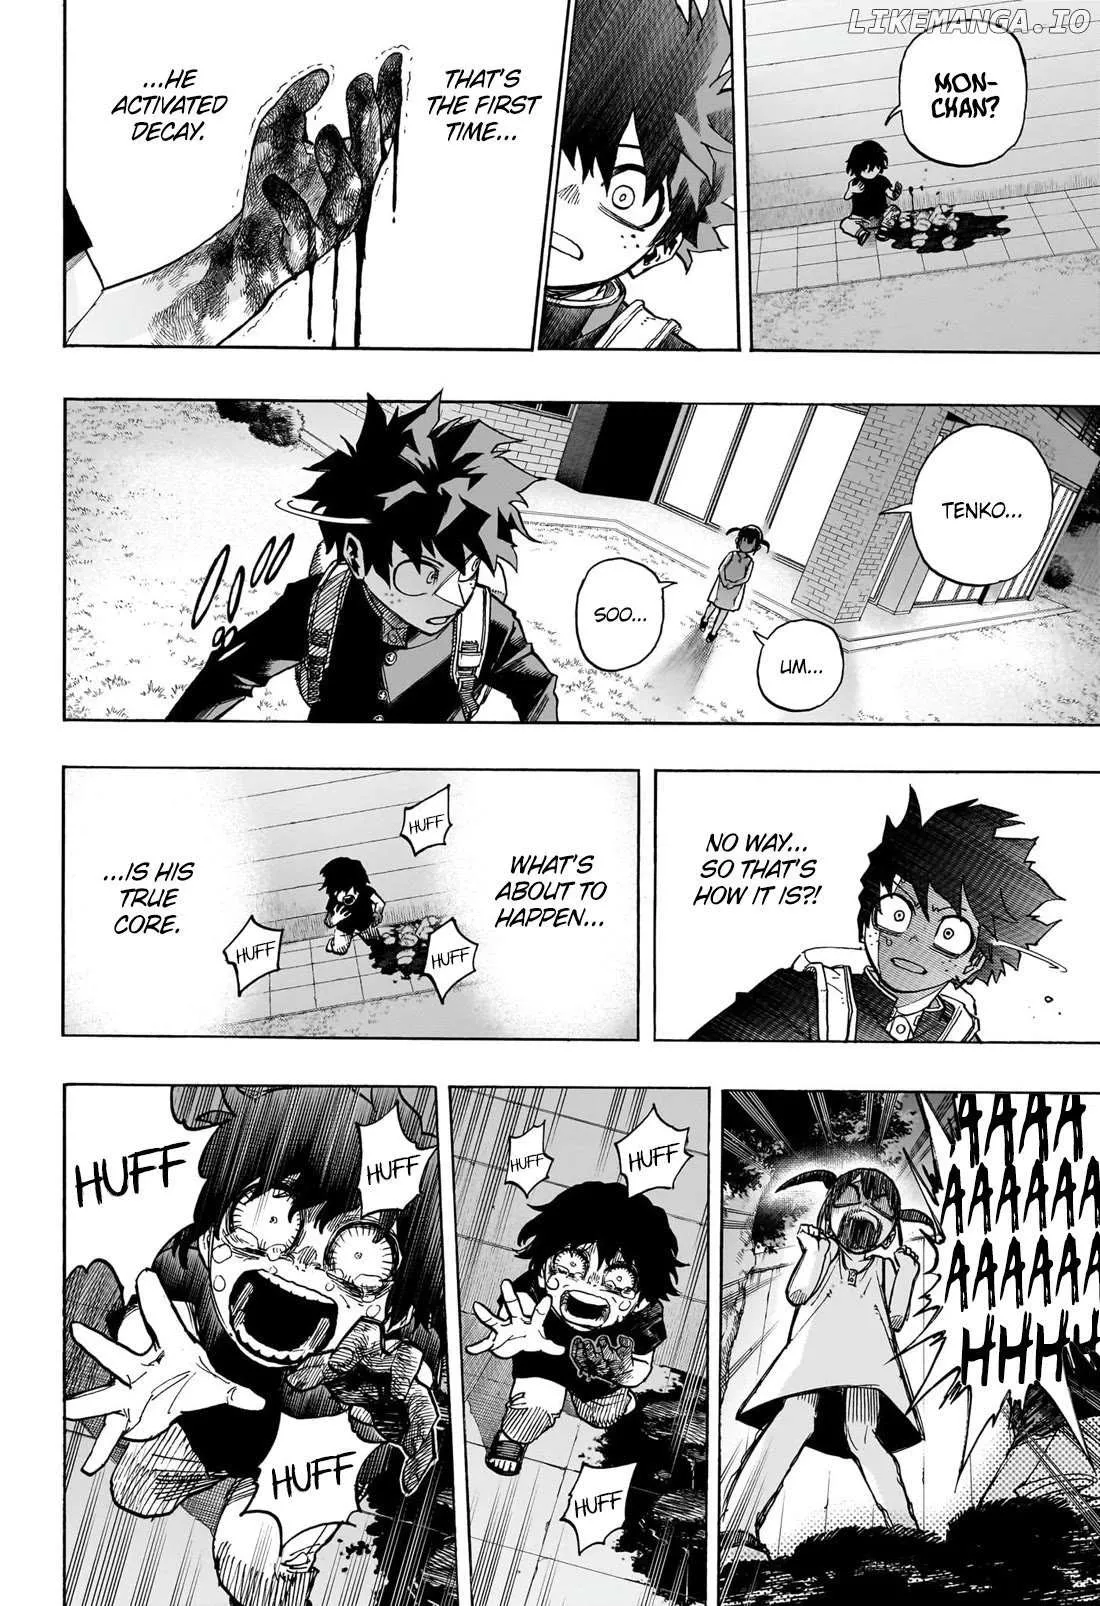 LIKEMANGA.IO
MON-
CHAN?
THAT'S
THE FIRST
TIME...
...HE
ACTIVATED
DECAY.
TENKO...
UM...
SOO...
NO WAY...
SO THAT'S
HOW IT IS?!
WHAT'S
ABOUT TO
HAPPEN...
HUFF
HUFF
HUFF
...IS HIS
TRUE
CORE.
AAAA
AAAAAA
AAAAAA
HHHH
HUFF
HUFF
HUFF
HUFF
HUFF
HUFF